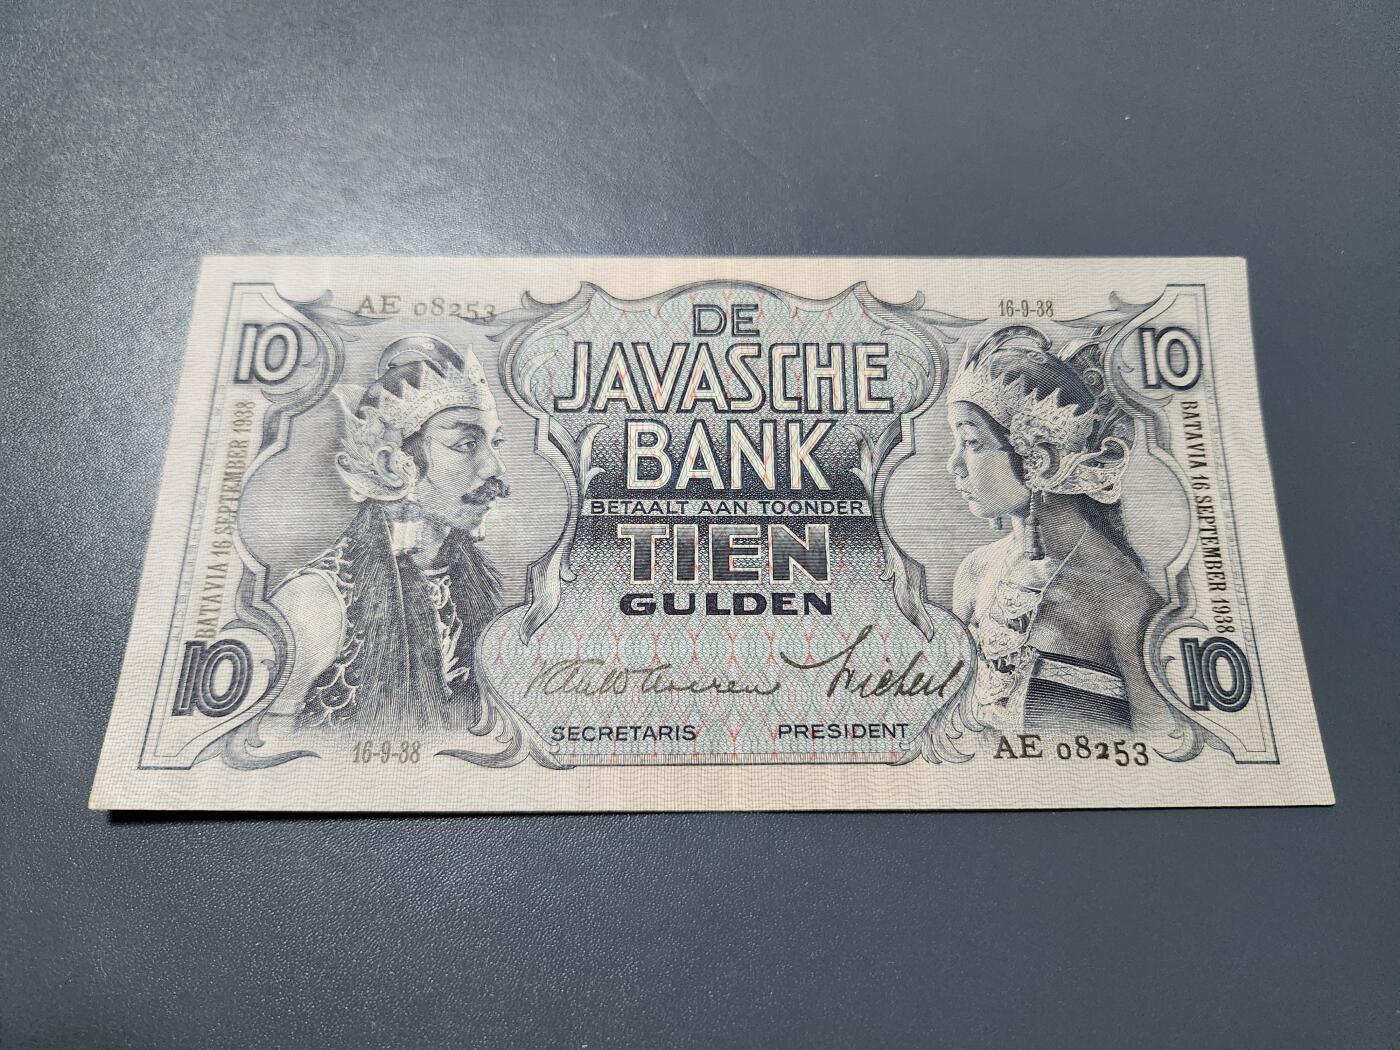 AE 08253
16-9-38
10
10
DE
JAVASCHE
BANK
BETAALT AAN TOONDER
TIEN
GULDEN
BATAVIA 16 SEPTEMBER 1938
BATAVIA 16 SEPTEMBER 1938
10
10
SECRETARIS
PRESIDENT
16-9-38
AE 08253